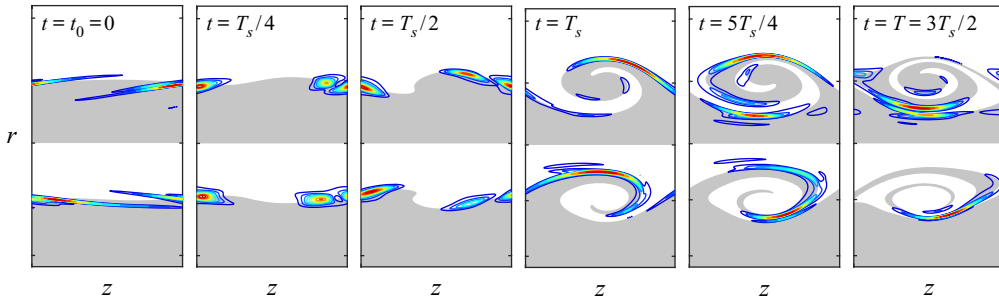 t = t₀ = 0
t = Tₛ/4
t = Tₛ/2
t = Tₛ
t = 5Tₛ/4
t = T = 3Tₛ/2
r
z
z
z
z
z
z